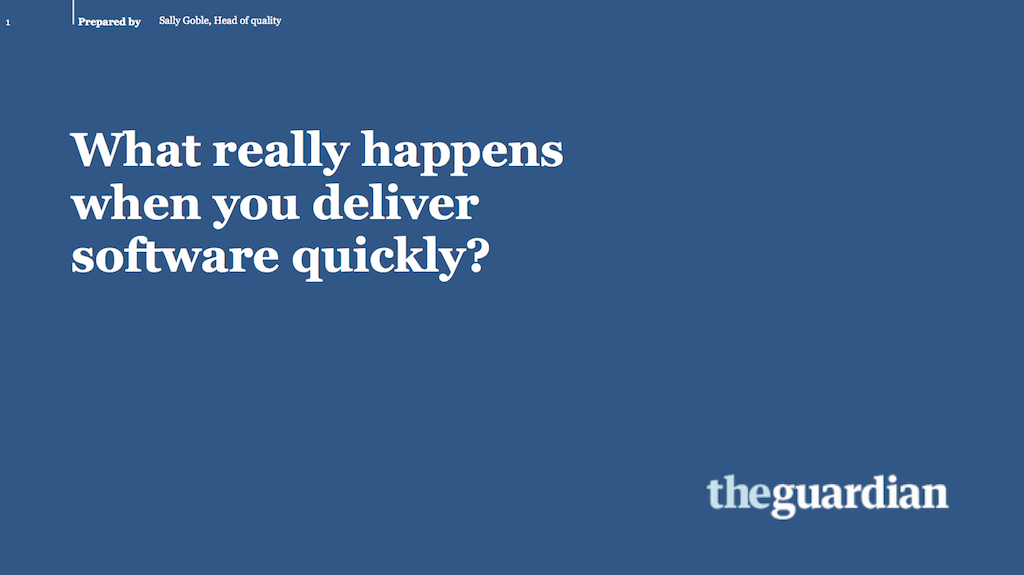 1
Prepared by Sally Goble, Head of quality
What really happens
when you deliver
software quickly?
theguardian